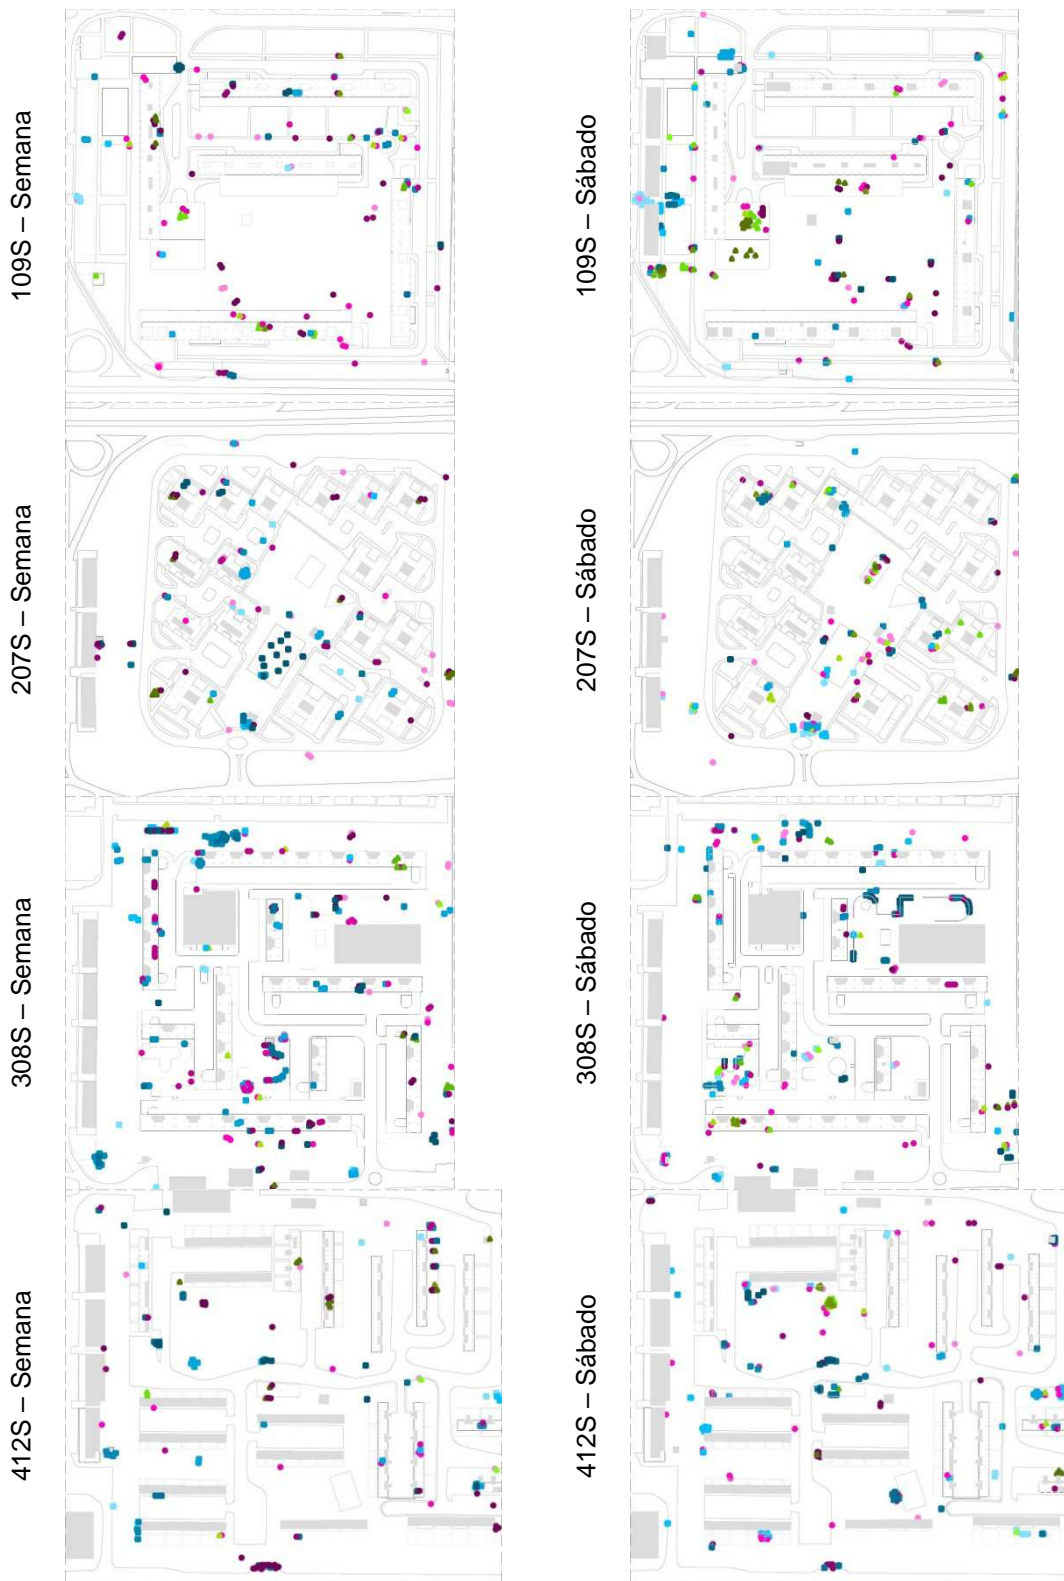 109S – Semana
109S – Sábado
207S – Semana
207S – Sábado
308S – Semana
308S – Sábado
412S – Semana
412S – Sábado